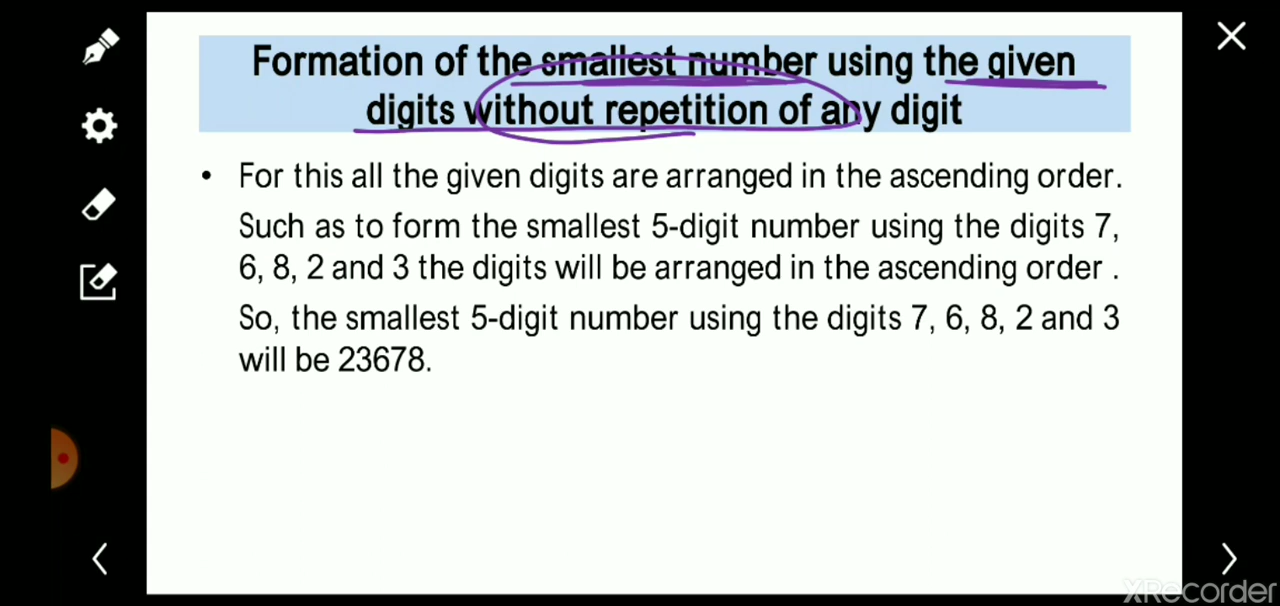 Formation of the smallest number using the given
digits without repetition of any digit
• For this all the given digits are arranged in the ascending order.
Such as to form the smallest 5-digit number using the digits 7,
6, 8, 2 and 3 the digits will be arranged in the ascending order .
So, the smallest 5-digit number using the digits 7, 6, 8, 2 and 3
will be 23678.
XRecorder